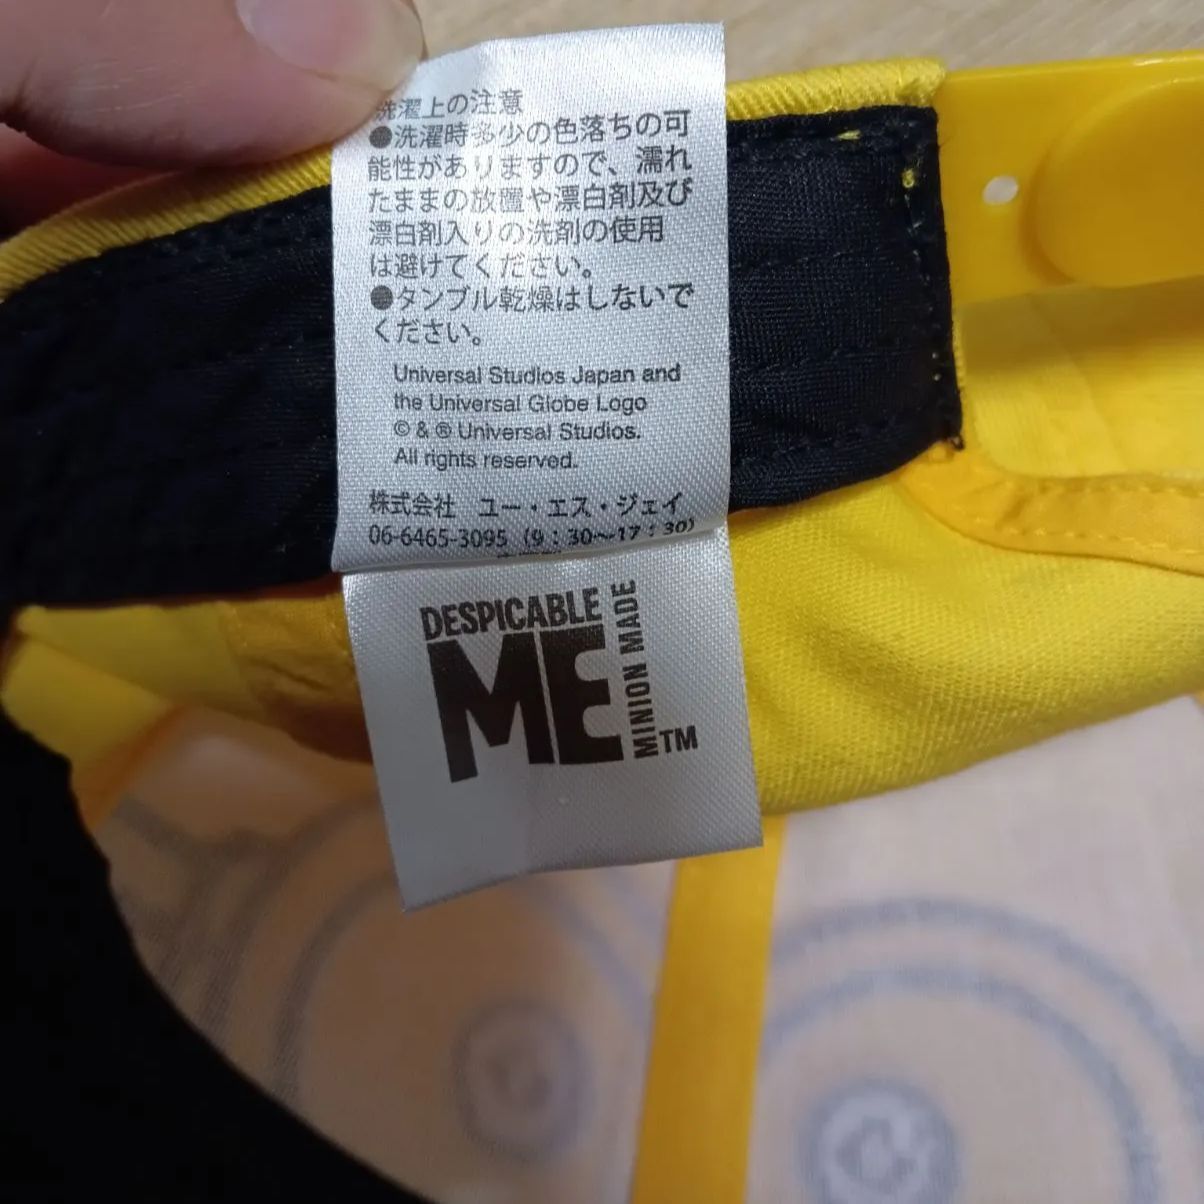 洗濯上の注意
●洗濯時多少の色落ちの可
能性がありますので、濡れ
たままの放置や漂白剤及び
漂白剤入りの洗剤の使用
は避けてください。
●タンブル乾燥はしないで
ください。
Universal Studios Japan and
the Universal Globe Logo
© & ® Universal Studios.
All rights reserved.
株式会社 ユー・エス・ジェイ
06-6465-3095 (9:30〜17:30)
DESPICABLE
ME
MINION MADE
TM